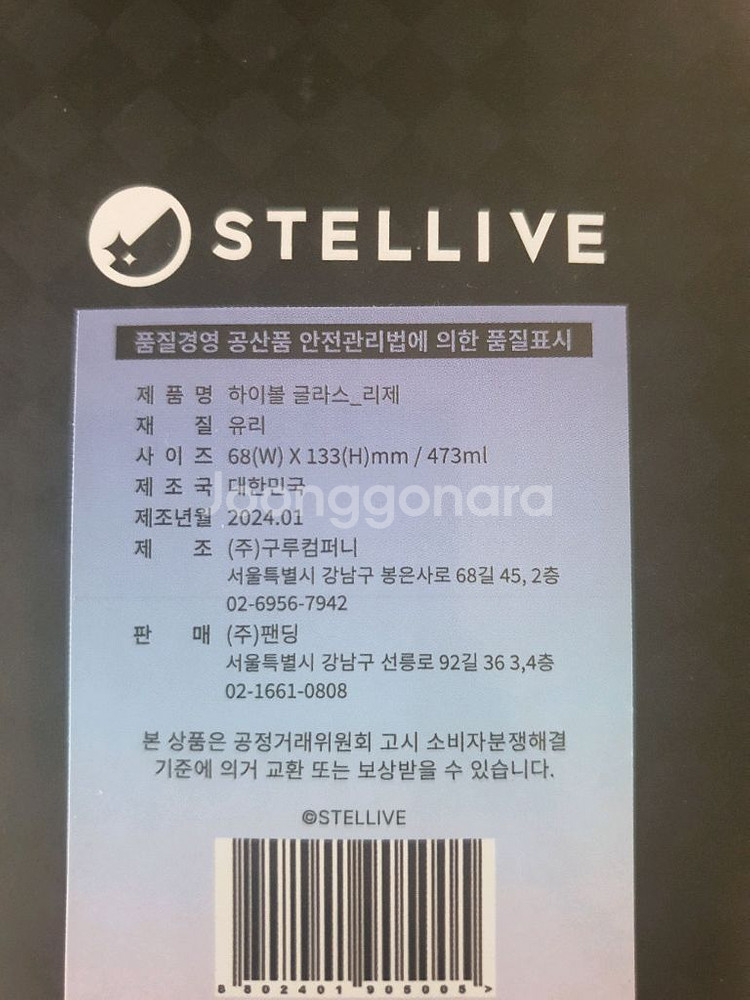 STELLIVE
품질경영 공산품 안전관리법에 의한 품질표시
제 품 명 하이볼 글라스_리제
재 질 유리
사 이 즈 68(W) X 133(H)mm / 473ml
제 조 국 대한민국
Joonggonara
제조년월 2024.01
제 조 (주)구루컴퍼니
서울특별시 강남구 봉은사로 68길 45, 2층
02-6956-7942
판 매 (주)팬딩
서울특별시 강남구 선릉로 92길 36 3,4층
02-1661-0808
본 상품은 공정거래위원회 고시 소비자분쟁해결
기준에 의거 교환 또는 보상받을 수 있습니다.
©STELLIVE
8 802401 905005 >